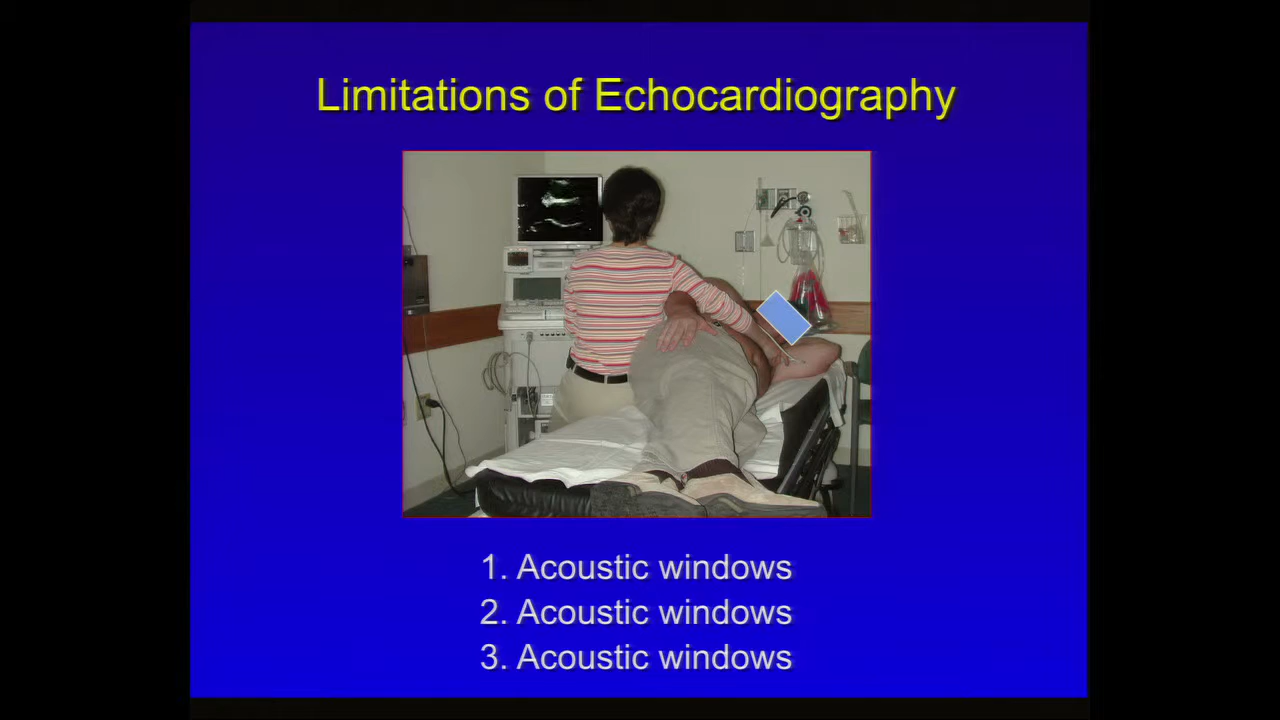 Limitations of Echocardiography
1. Acoustic windows
2. Acoustic windows
3. Acoustic windows